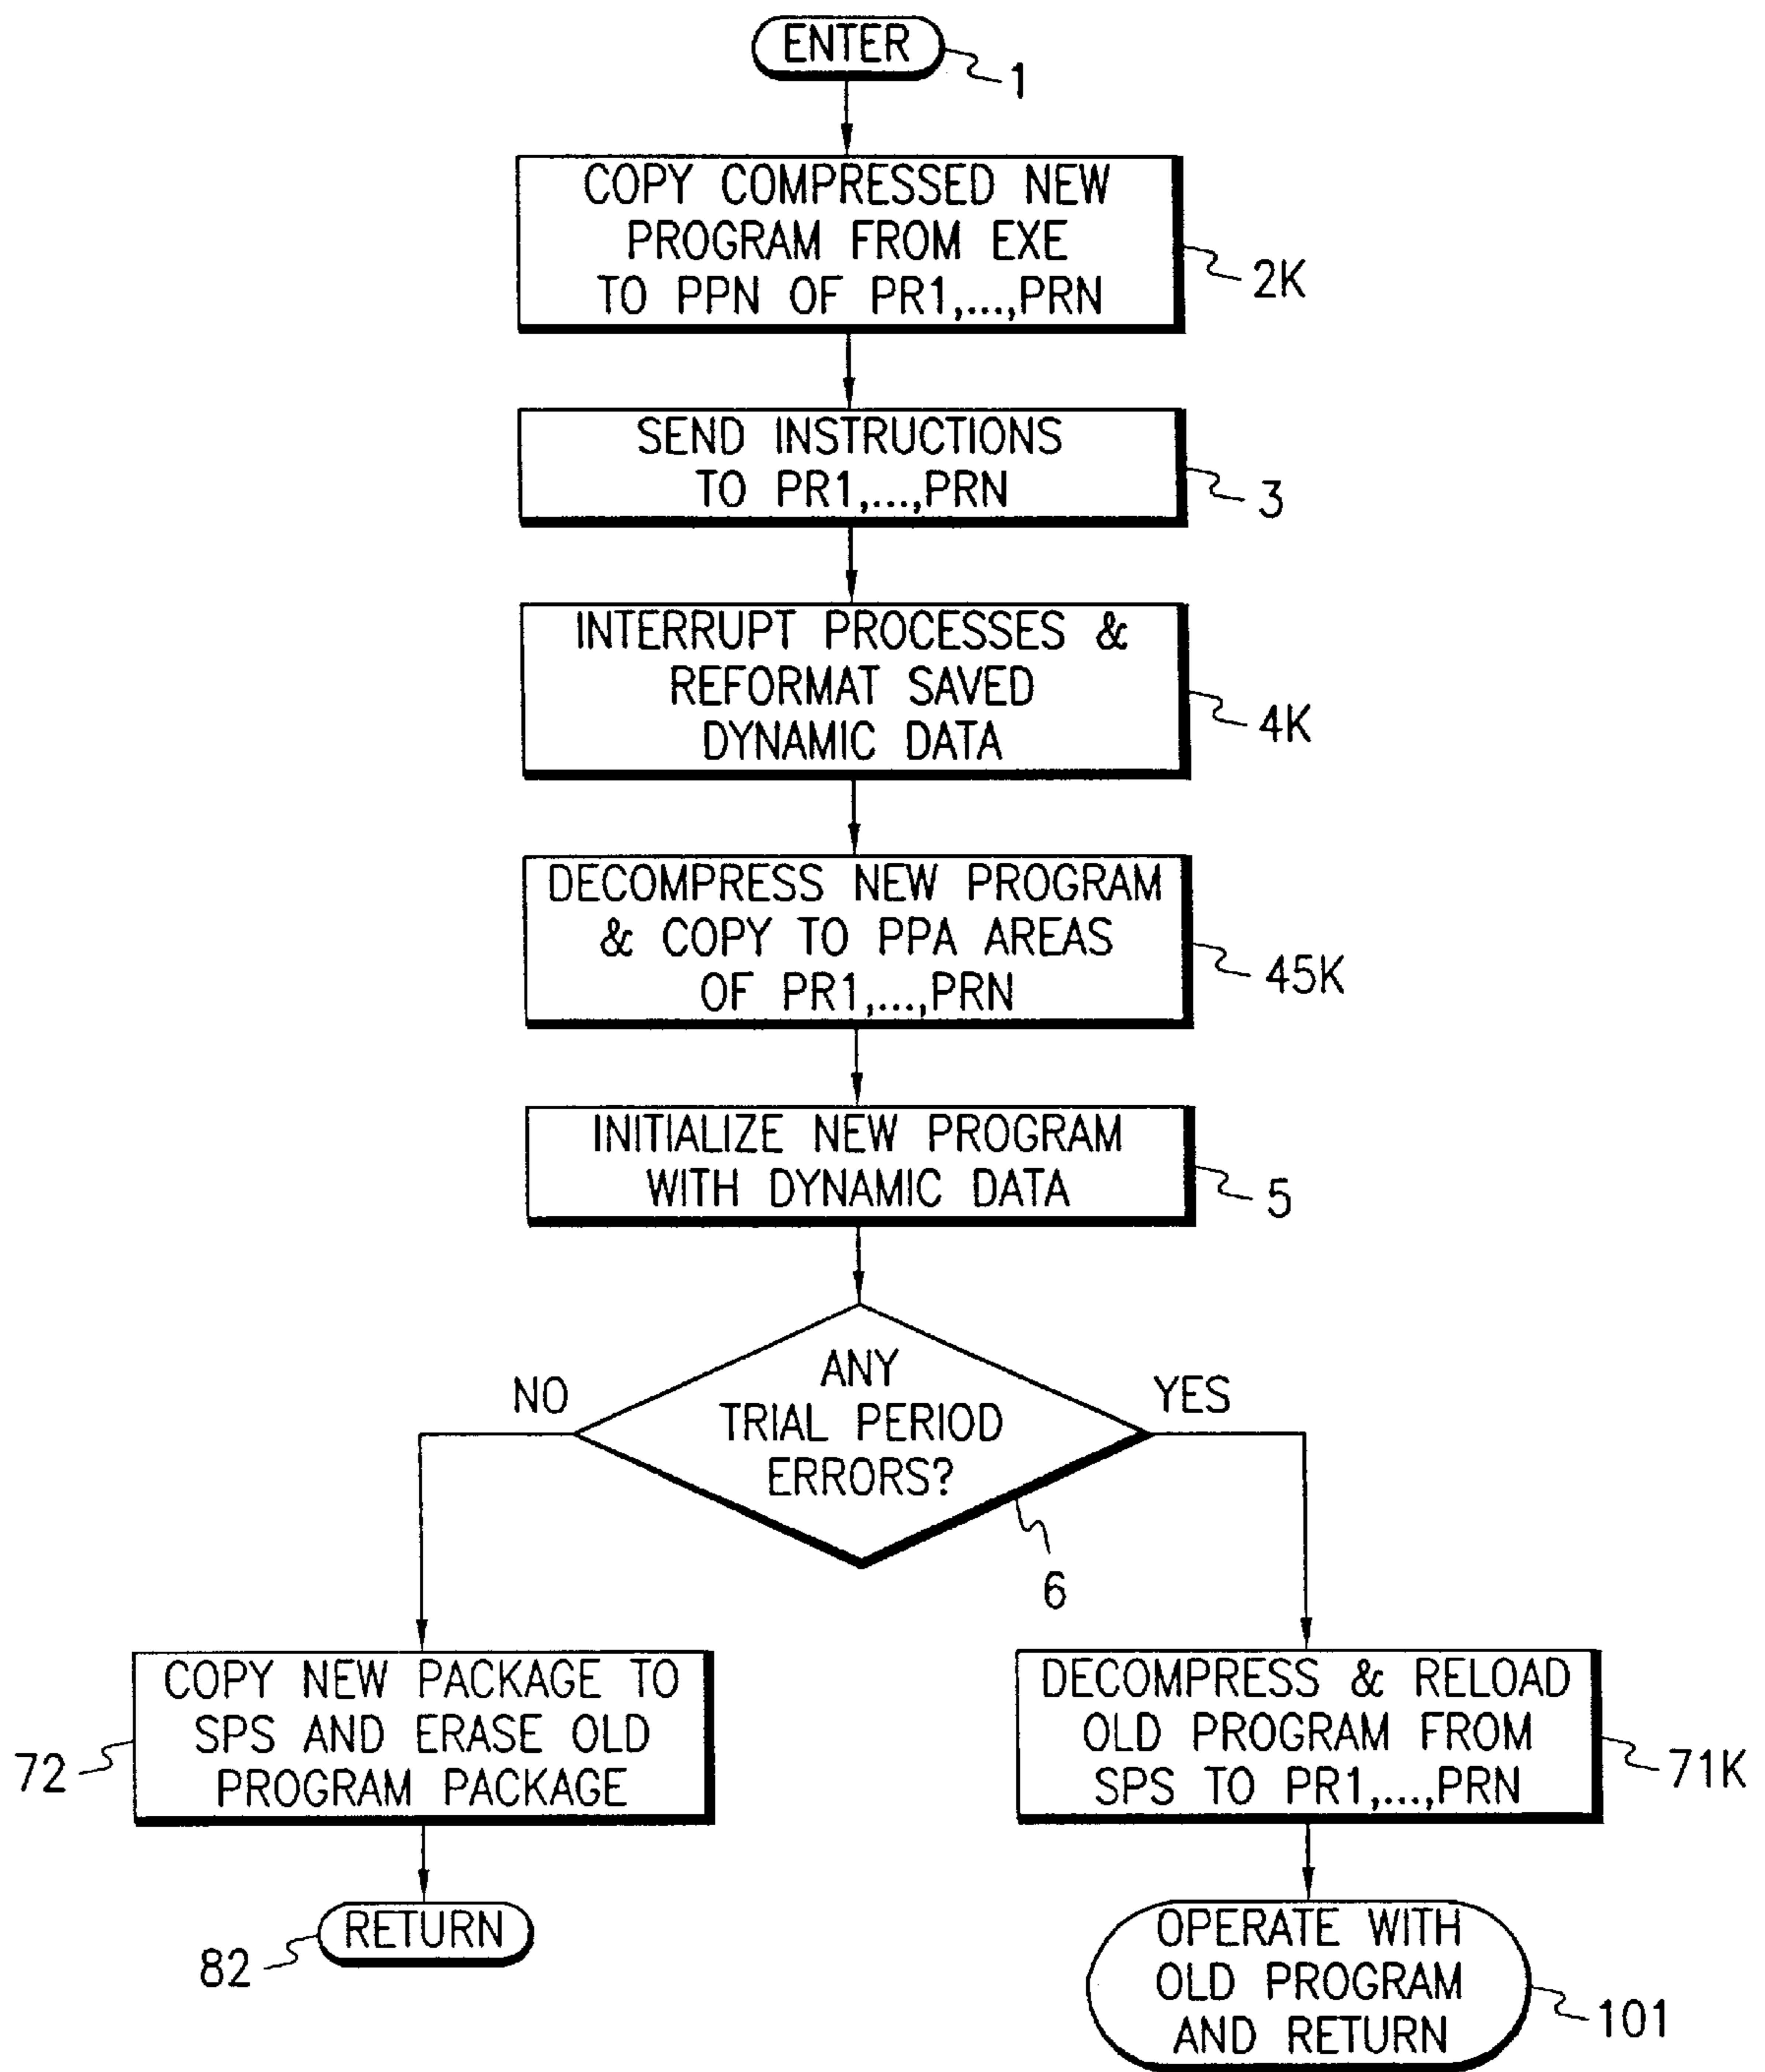 ENTER
1
COPY COMPRESSED NEW
PROGRAM FROM EXE
TO PPN OF PR1,...,PRN
2K
SEND INSTRUCTIONS
TO PR1,...,PRN
3
INTERRUPT PROCESSES &
REFORMAT SAVED
DYNAMIC DATA
4K
DECOMPRESS NEW PROGRAM
& COPY TO PPA AREAS
OF PR1,...,PRN
45K
INITIALIZE NEW PROGRAM
WITH DYNAMIC DATA
5
ANY
TRIAL PERIOD
ERRORS?
NO
YES
6
COPY NEW PACKAGE TO
SPS AND ERASE OLD
PROGRAM PACKAGE
72
DECOMPRESS & RELOAD
OLD PROGRAM FROM
SPS TO PR1,...,PRN
71K
RETURN
82
OPERATE WITH
OLD PROGRAM
AND RETURN
101